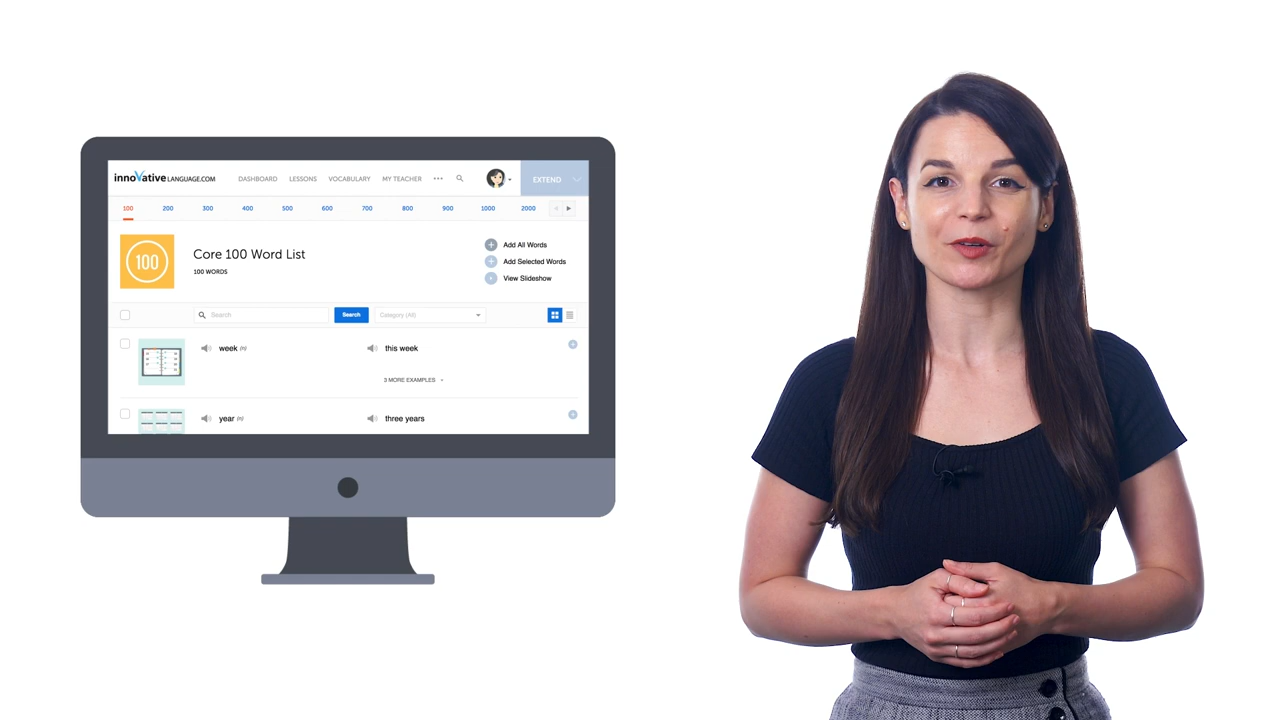 innoVative LANGUAGE.COM DASHBOARD LESSONS VOCABULARY MY TEACHER ••• EXTEND
100 200 300 400 500 600 700 800 900 1000 2000
100
Core 100 Word List
100 WORDS
Add All Words
Add Selected Words
View Slideshow
Search Search Category (All)
week (n) this week
3 MORE EXAMPLES
year (n) three years